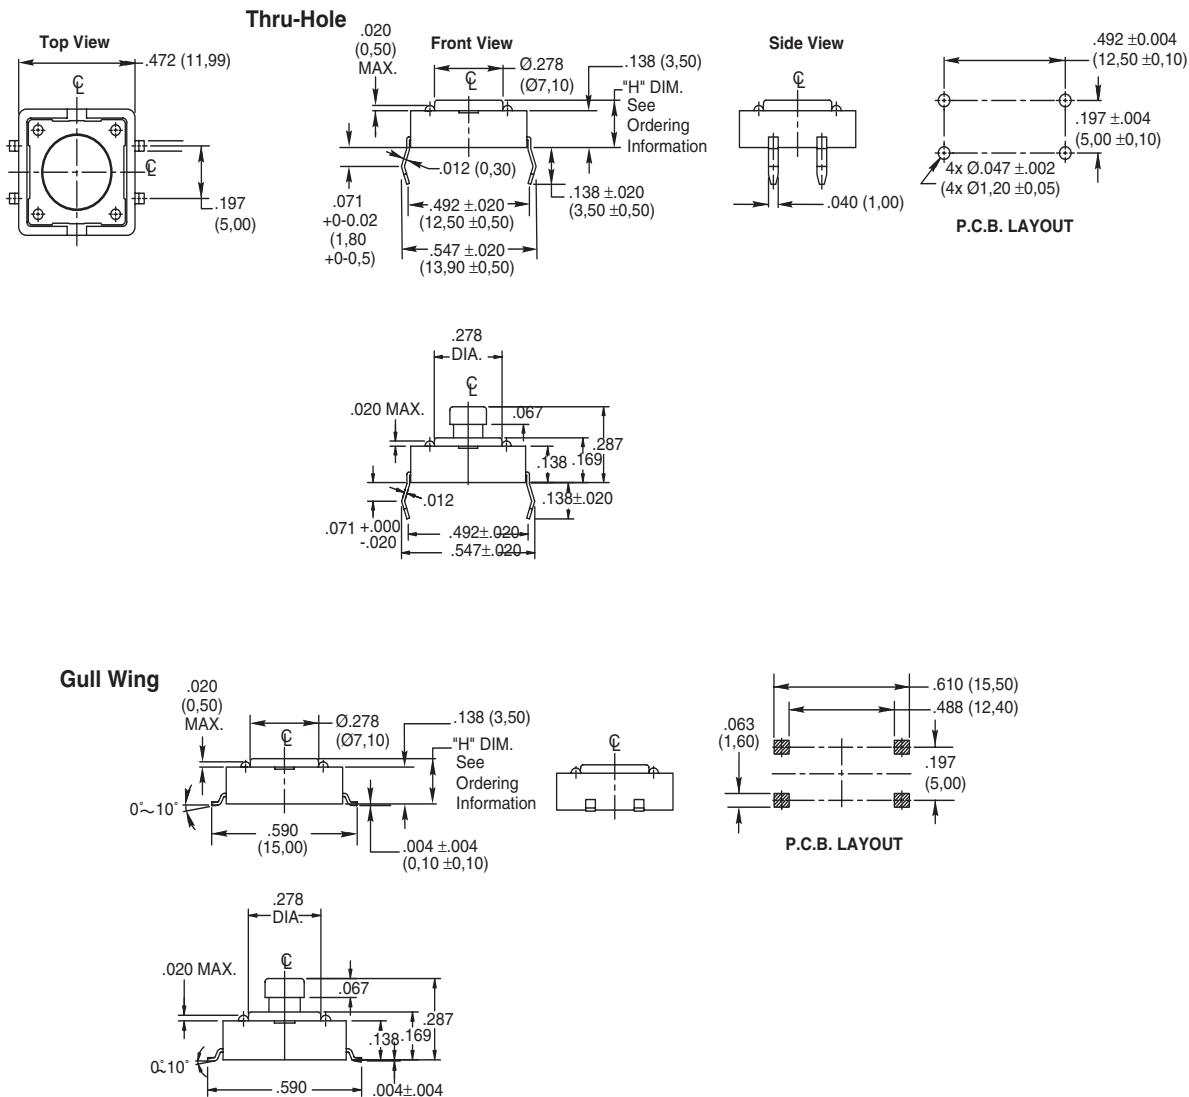 Thru-Hole
Top View
.472 (11,99)
℄
℄
.197
(5,00)
Front View
.020
(0,50)
MAX.
Ø.278
(Ø7,10)
℄
.138 (3,50)
"H" DIM.
See
Ordering
Information
.012 (0,30)
.071
+0-0.02
(1,80
+0-0,5)
.138 ±.020
(3,50 ±0,50)
.492 ±.020
(12,50 ±0,50)
.547 ±.020
(13,90 ±0,50)
Side View
℄
.040 (1,00)
.492 ±0.004
(12,50 ±0,10)
.197 ±.004
(5,00 ±0,10)
4x Ø.047 ±.002
(4x Ø1,20 ±0,05)
P.C.B. LAYOUT
.278
DIA.
℄
.020 MAX.
.067
.287
.138
.169
.012
.138±.020
.071 +.000
-.020
.492±.020
.547±.020
Gull Wing
.020
(0,50)
MAX.
Ø.278
(Ø7,10)
℄
.138 (3,50)
"H" DIM.
See
Ordering
Information
0°~10°
.590
(15,00)
.004 ±.004
(0,10 ±0,10)
℄
.610 (15,50)
.488 (12,40)
.063
(1,60)
.197
(5,00)
P.C.B. LAYOUT
.278
DIA.
℄
.020 MAX.
.067
.287
.138
.169
0°~10°
.590
.004±.004